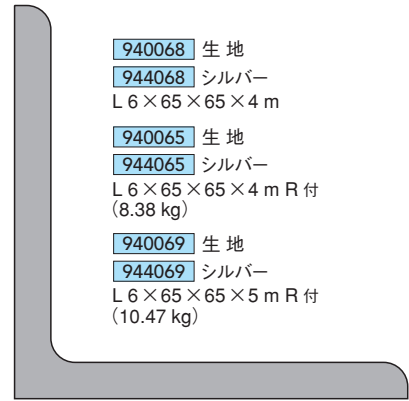 940068 生 地
944068 シルバー
L 6×65×65×4 m
940065 生 地
944065 シルバー
L 6×65×65×4 m R 付
(8.38 kg)
940069 生 地
944069 シルバー
L 6×65×65×5 m R 付
(10.47 kg)